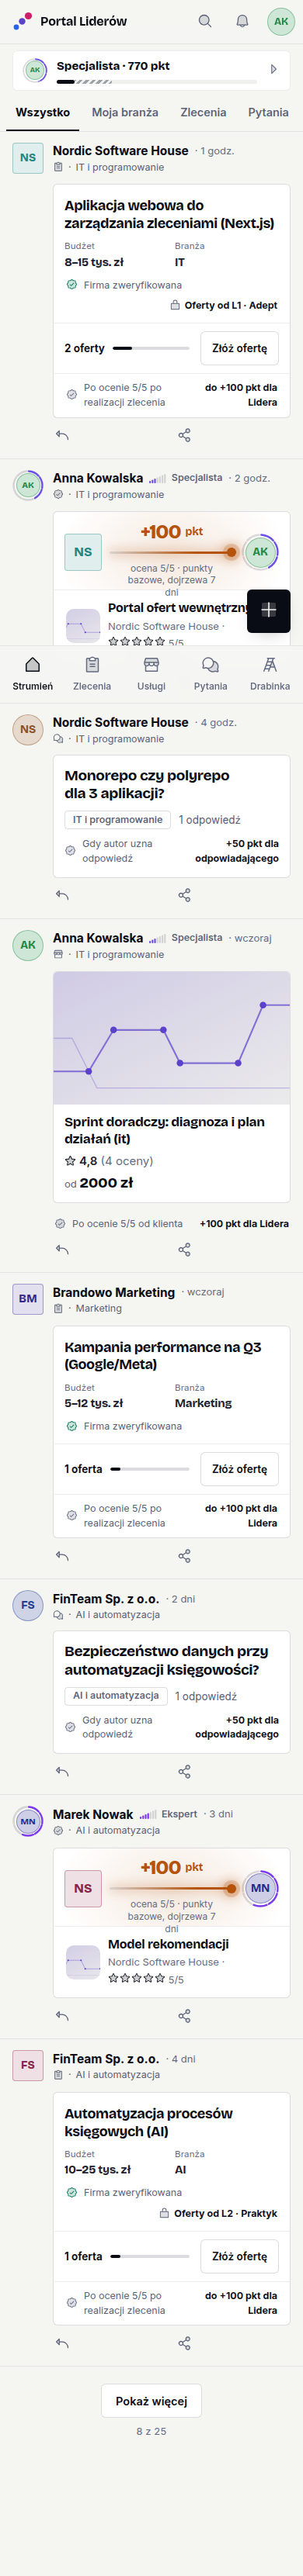 Portal Liderów
AK
AK
Specjalista · 770 pkt
Wszystko
Moja branża
Zlecenia
Pytania
NS
Nordic Software House · 1 godz.
· IT i programowanie
Aplikacja webowa do
zarządzania zleceniami (Next.js)
Budżet
Branża
8–15 tys. zł
IT
Firma zweryfikowana
Oferty od L1 · Adept
2 oferty
Złóż ofertę
Po ocenie 5/5 po
realizacji zlecenia
do +100 pkt dla
Lidera
AK
Anna Kowalska
Specjalista
· 2 godz.
· IT i programowanie
NS
+100 pkt
AK
ocena 5/5 · punkty
bazowe, dojrzewa 7
dni
Portal ofert wewnętrzny
Nordic Software House ·
5/5
Strumień
Zlecenia
Usługi
Pytania
Drabinka
NS
Nordic Software House · 4 godz.
· IT i programowanie
Monorepo czy polyrepo
dla 3 aplikacji?
IT i programowanie
1 odpowiedź
Gdy autor uzna
odpowiedź
+50 pkt dla
odpowiadającego
AK
Anna Kowalska
Specjalista
· wczoraj
· IT i programowanie
Sprint doradczy: diagnoza i plan
działań (it)
4,8 (4 oceny)
od 2000 zł
Po ocenie 5/5 od klienta
+100 pkt dla Lidera
BM
Brandowo Marketing · wczoraj
· Marketing
Kampania performance na Q3
(Google/Meta)
Budżet
Branża
5–12 tys. zł
Marketing
Firma zweryfikowana
1 oferta
Złóż ofertę
Po ocenie 5/5 po
realizacji zlecenia
do +100 pkt dla
Lidera
FS
FinTeam Sp. z o.o. · 2 dni
· AI i automatyzacja
Bezpieczeństwo danych przy
automatyzacji księgowości?
AI i automatyzacja
1 odpowiedź
Gdy autor uzna
odpowiedź
+50 pkt dla
odpowiadającego
MN
Marek Nowak
Ekspert
· 3 dni
· AI i automatyzacja
NS
+100 pkt
MN
ocena 5/5 · punkty
bazowe, dojrzewa 7
dni
Model rekomendacji
Nordic Software House ·
5/5
FS
FinTeam Sp. z o.o. · 4 dni
· AI i automatyzacja
Automatyzacja procesów
księgowych (AI)
Budżet
Branża
10–25 tys. zł
AI
Firma zweryfikowana
Oferty od L2 · Praktyk
1 oferta
Złóż ofertę
Po ocenie 5/5 po
realizacji zlecenia
do +100 pkt dla
Lidera
Pokaż więcej
8 z 25